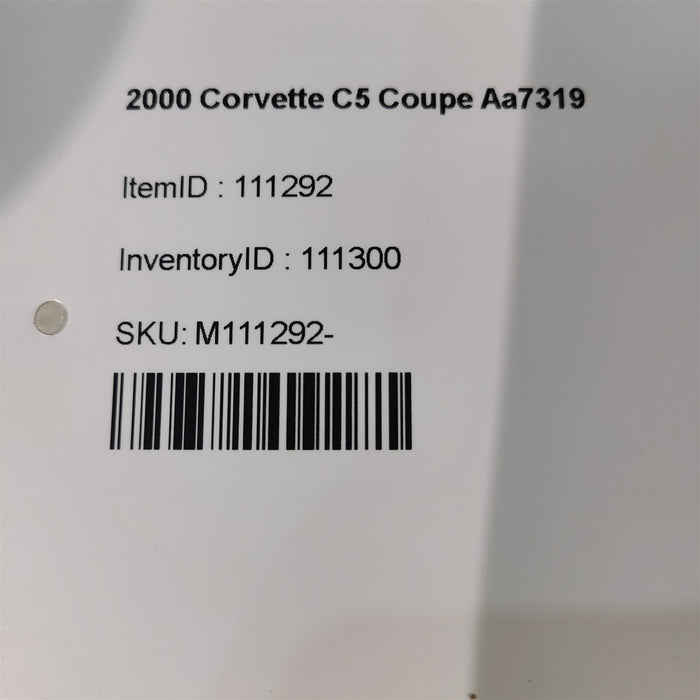 2000 Corvette C5 Coupe Aa7319
ItemID : 111292
InventoryID : 111300
SKU: M111292-